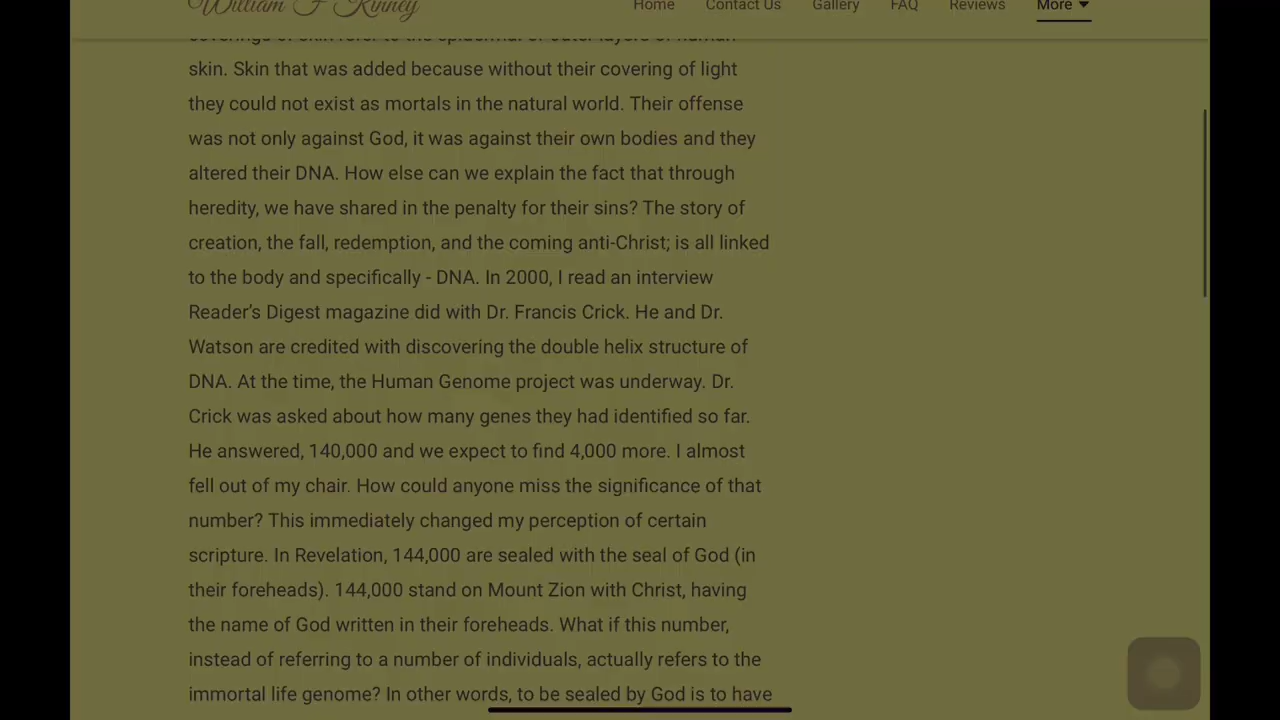 William F Kinney
Home Contact Us Gallery FAQ Reviews More
coverings of skin refer to the epidermal or outer layers of human
skin. Skin that was added because without their covering of light
they could not exist as mortals in the natural world. Their offense
was not only against God, it was against their own bodies and they
altered their DNA. How else can we explain the fact that through
heredity, we have shared in the penalty for their sins? The story of
creation, the fall, redemption, and the coming anti-Christ; is all linked
to the body and specifically - DNA. In 2000, I read an interview
Reader’s Digest magazine did with Dr. Francis Crick. He and Dr.
Watson are credited with discovering the double helix structure of
DNA. At the time, the Human Genome project was underway. Dr.
Crick was asked about how many genes they had identified so far.
He answered, 140,000 and we expect to find 4,000 more. I almost
fell out of my chair. How could anyone miss the significance of that
number? This immediately changed my perception of certain
scripture. In Revelation, 144,000 are sealed with the seal of God (in
their foreheads). 144,000 stand on Mount Zion with Christ, having
the name of God written in their foreheads. What if this number,
instead of referring to a number of individuals, actually refers to the
immortal life genome? In other words, to be sealed by God is to have